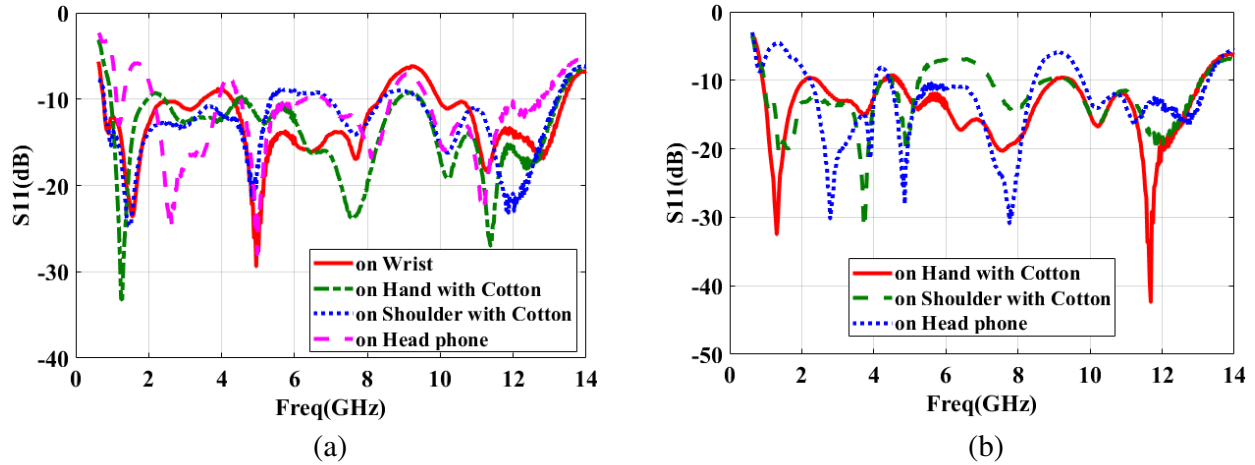 0
-10
-20
-30
-40
S11(dB)
0 2 4 6 8 10 12 14
Freq(GHz)
on Wrist
on Hand with Cotton
on Shoulder with Cotton
on Head phone
(a)
0
-10
-20
-30
-40
-50
S11(dB)
0 2 4 6 8 10 12 14
Freq(GHz)
on Hand with Cotton
on Shoulder with Cotton
on Head phone
(b)